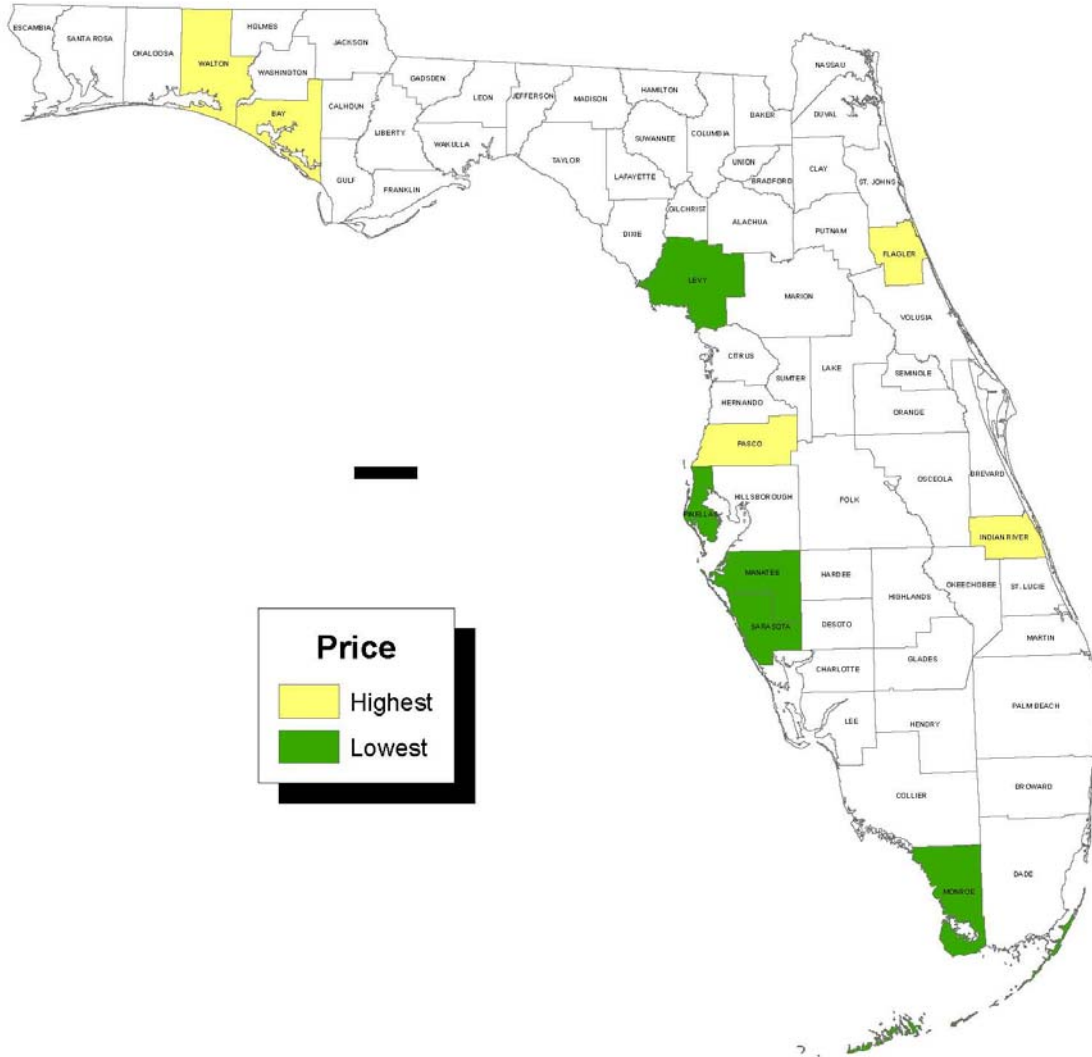 ESCAMBIA
SANTA ROSA
OKALOOSA
WALTON
HOLMES
JACKSON
WASHINGTON
BAY
CALHOUN
GADSDEN
LIBERTY
GULF
FRANKLIN
LEON
WAKULLA
JEFFERSON
MADISON
TAYLOR
HAMILTON
SUWANNEE
LAFAYETTE
COLUMBIA
BAKER
NASSAU
DUVAL
UNION
BRADFORD
CLAY
ST. JOHNS
DIXIE
GILCHRIST
ALACHUA
PUTNAM
FLAGLER
LEVY
MARION
VOLUSIA
CITRUS
SUMTER
LAKE
SEMINOLE
HERNANDO
ORANGE
PASCO
OSCEOLA
BREVARD
PINELLAS
HILLSBOROUGH
POLK
INDIAN RIVER
MANATEE
HARDEE
HIGHLANDS
OKEECHOBEE
ST. LUCIE
SARASOTA
DESOTO
MARTIN
CHARLOTTE
GLADES
LEE
HENDRY
PALM BEACH
COLLIER
BROWARD
MONROE
DADE
Price
Highest
Lowest